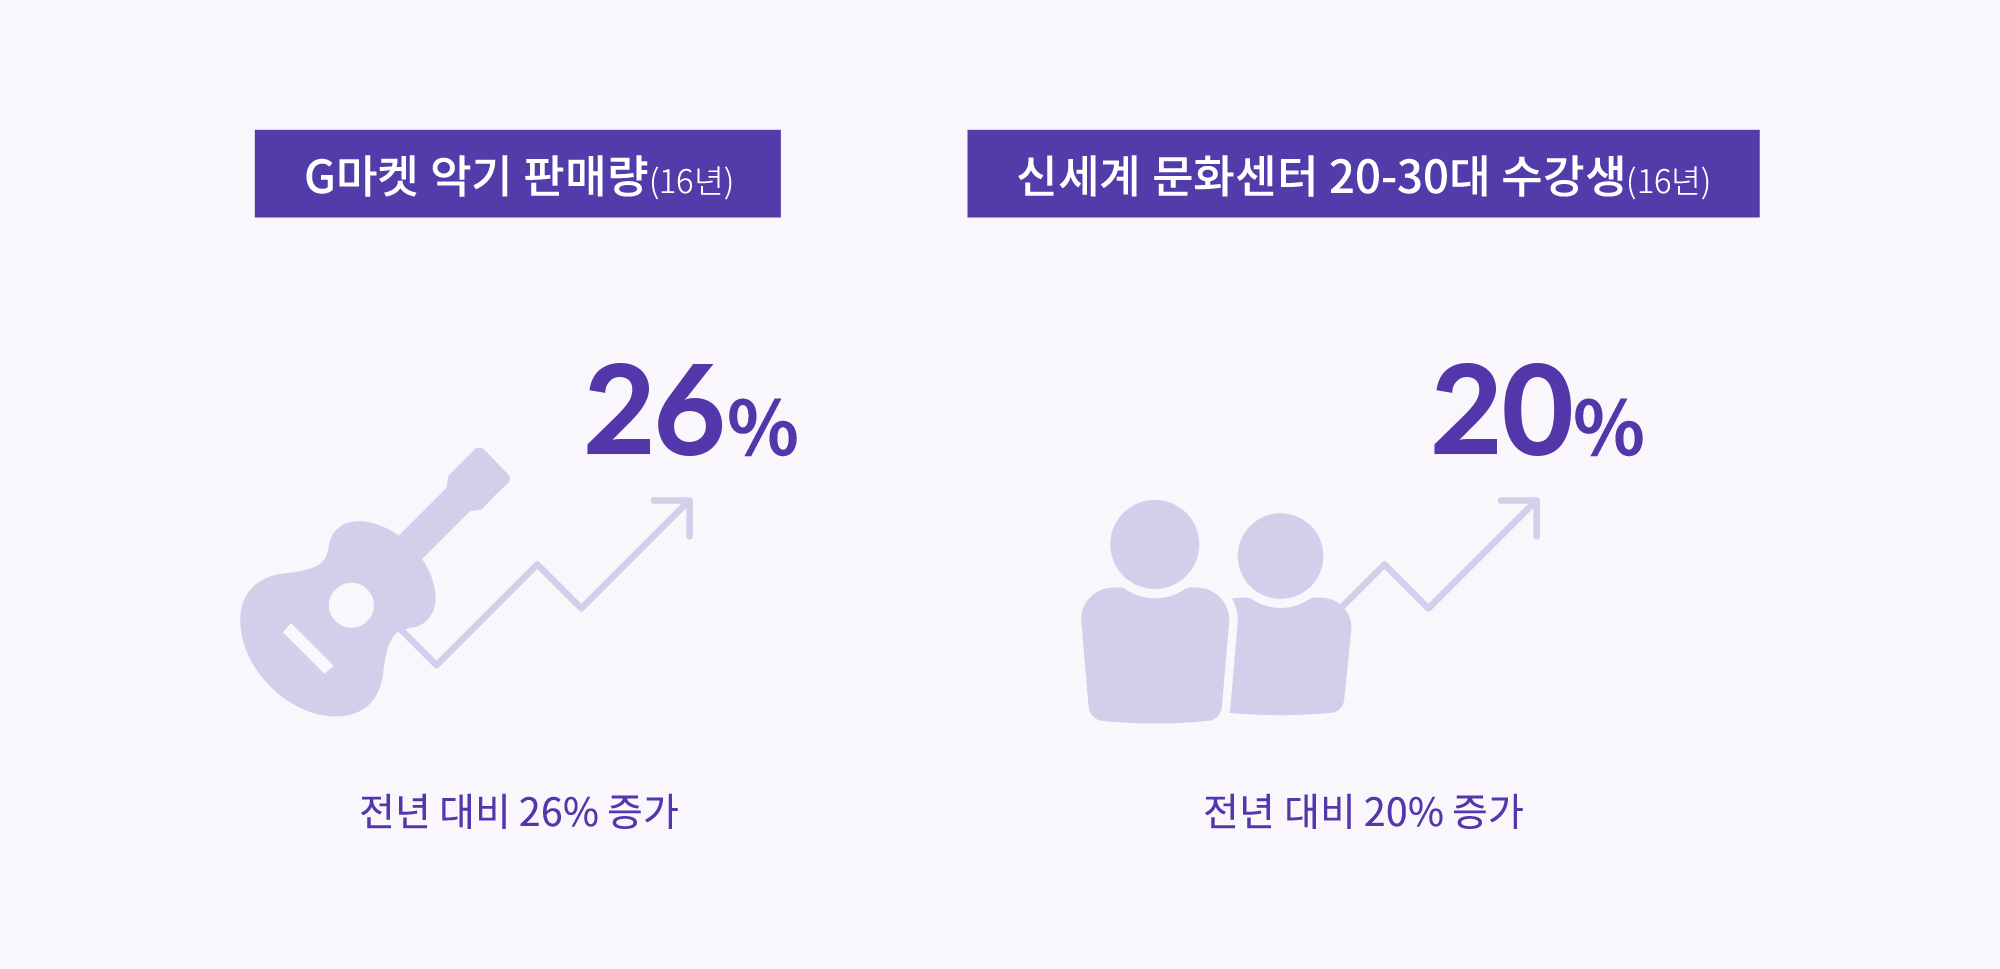 G마켓 악기 판매량(16년)
26%
전년 대비 26% 증가
신세계 문화센터 20-30대 수강생(16년)
20%
전년 대비 20% 증가